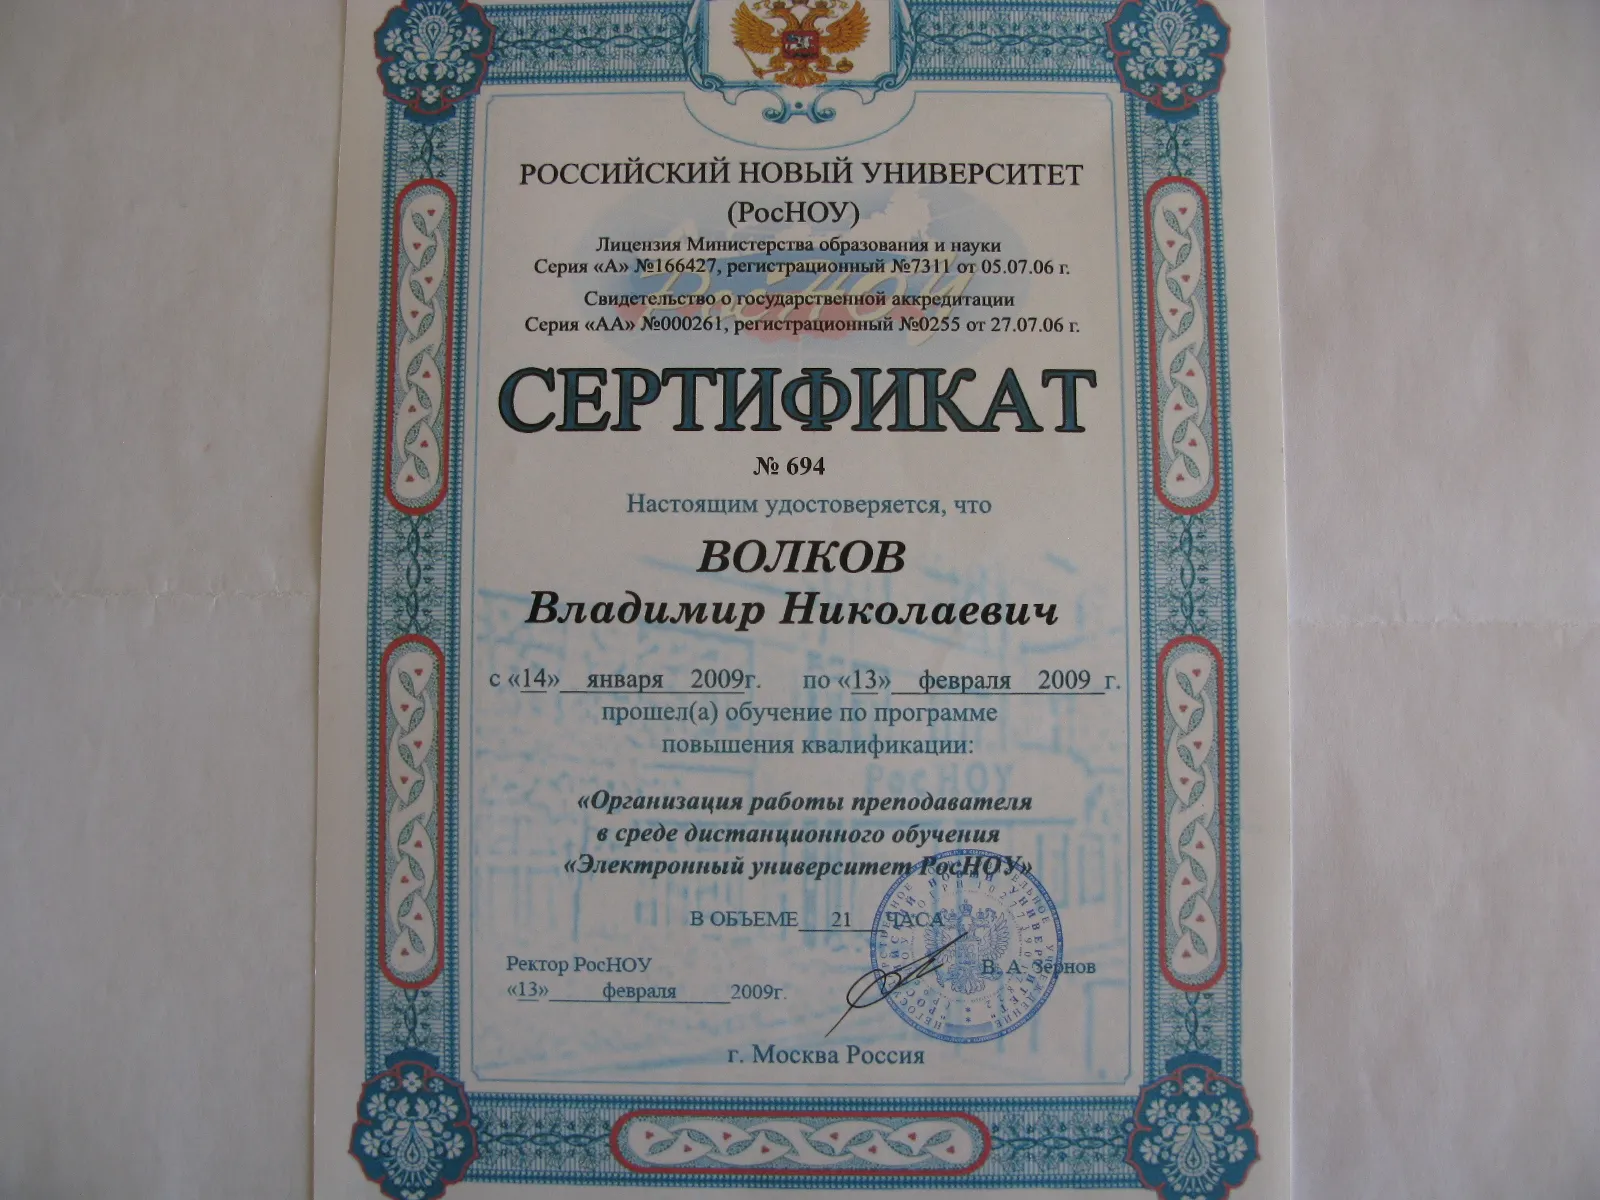 РОССИЙСКИЙ НОВЫЙ УНИВЕРСИТЕТ
(РосНОУ)
Лицензия Министерства образования и науки
Серия «А» №166427, регистрационный №7311 от 05.07.06 г.
Свидетельство о государственной аккредитации
Серия «АА» №000261, регистрационный №0255 от 27.07.06 г.
СЕРТИФИКАТ
№ 694
Настоящим удостоверяется, что
ВОЛКОВ
Владимир Николаевич
с «14» января 2009г. по «13» февраля 2009 г.
прошел(а) обучение по программе
повышения квалификации:
РосНОУ
«Организация работы преподавателя
в среде дистанционного обучения
«Электронный университет РосНОУ»
В ОБЪЕМЕ 21 ЧАСА
Ректор РосНОУ В. А. Зернов
«13» февраля 2009г.
г. Москва Россия